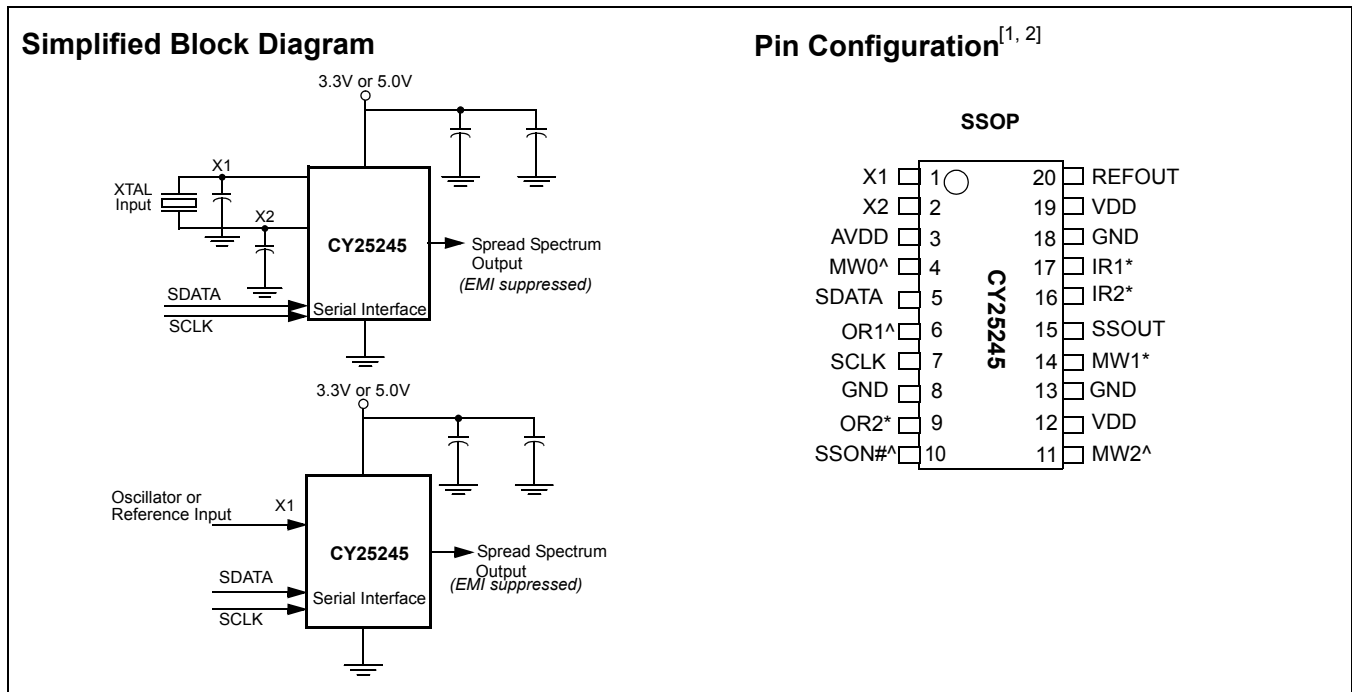 Simplified Block Diagram
3.3V or 5.0V
X1
XTAL
Input
X2
CY25245
Spread Spectrum
Output
(EMI suppressed)
SDATA
Serial Interface
SCLK
3.3V or 5.0V
Oscillator or
Reference Input
X1
CY25245
Spread Spectrum
Output
(EMI suppressed)
SDATA
Serial Interface
SCLK
Pin Configuration[1, 2]
SSOP
X1 1 20 REFOUT
X2 2 19 VDD
AVDD 3 18 GND
MW0^ 4 17 IR1*
SDATA 5 16 IR2*
OR1^ 6 15 SSOUT
SCLK 7 14 MW1*
GND 8 13 GND
OR2* 9 12 VDD
SSON#^ 10 11 MW2^
CY25245